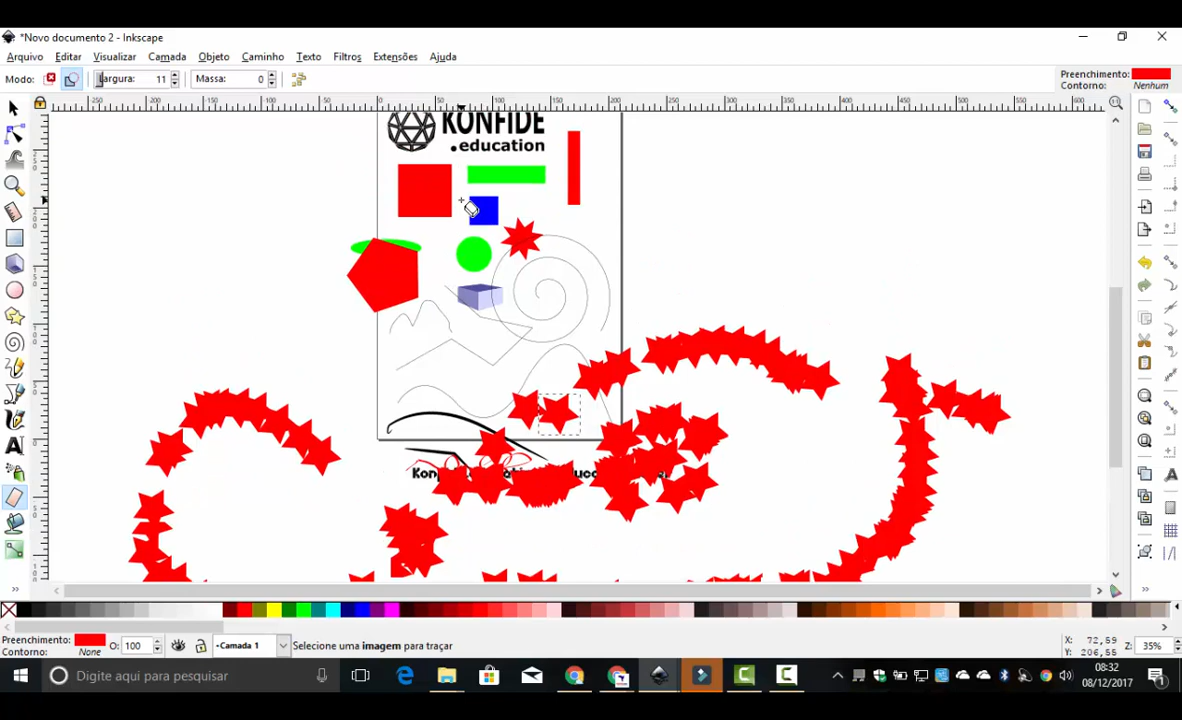 *Novo documento 2 - Inkscape
Arquivo Editar Visualizar Camada Objeto Caminho Texto Filtros Extensões Ajuda
Modo: Largura: 11 Massa: 0 Preenchimento:
Contorno: Nenhum
KONFIDE
.education
Preenchimento:
Contorno: None
O: 100
•Camada 1
Selecione uma imagem para traçar
X: 72,59
Y: 206,55
Z: 35%
Digite aqui para pesquisar
08:32
08/12/2017